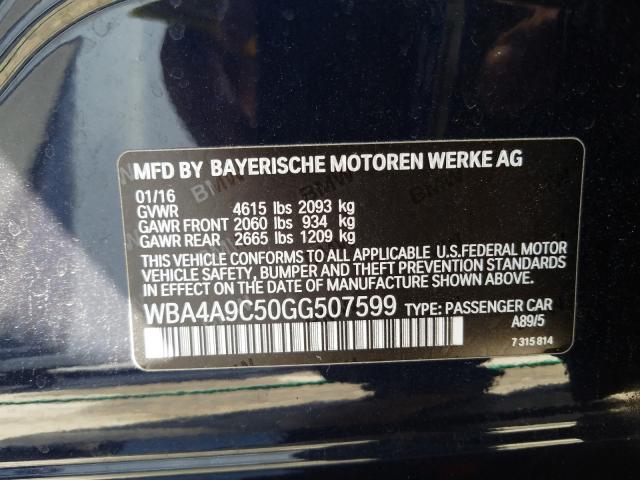 MFD BY BAYERISCHE MOTOREN WERKE AG
01/16
GVWR 4615 lbs 2093 kg
GAWR FRONT 2060 lbs 934 kg
GAWR REAR 2665 lbs 1209 kg
THIS VEHICLE CONFORMS TO ALL APPLICABLE U.S.FEDERAL MOTOR
VEHICLE SAFETY, BUMPER AND THEFT PREVENTION STANDARDS
IN EFFECT ON THE DATE OF MANUFACTURE SHOWN ABOVE.
WBA4A9C50GG507599 TYPE: PASSENGER CAR
A89/5
7 315 814